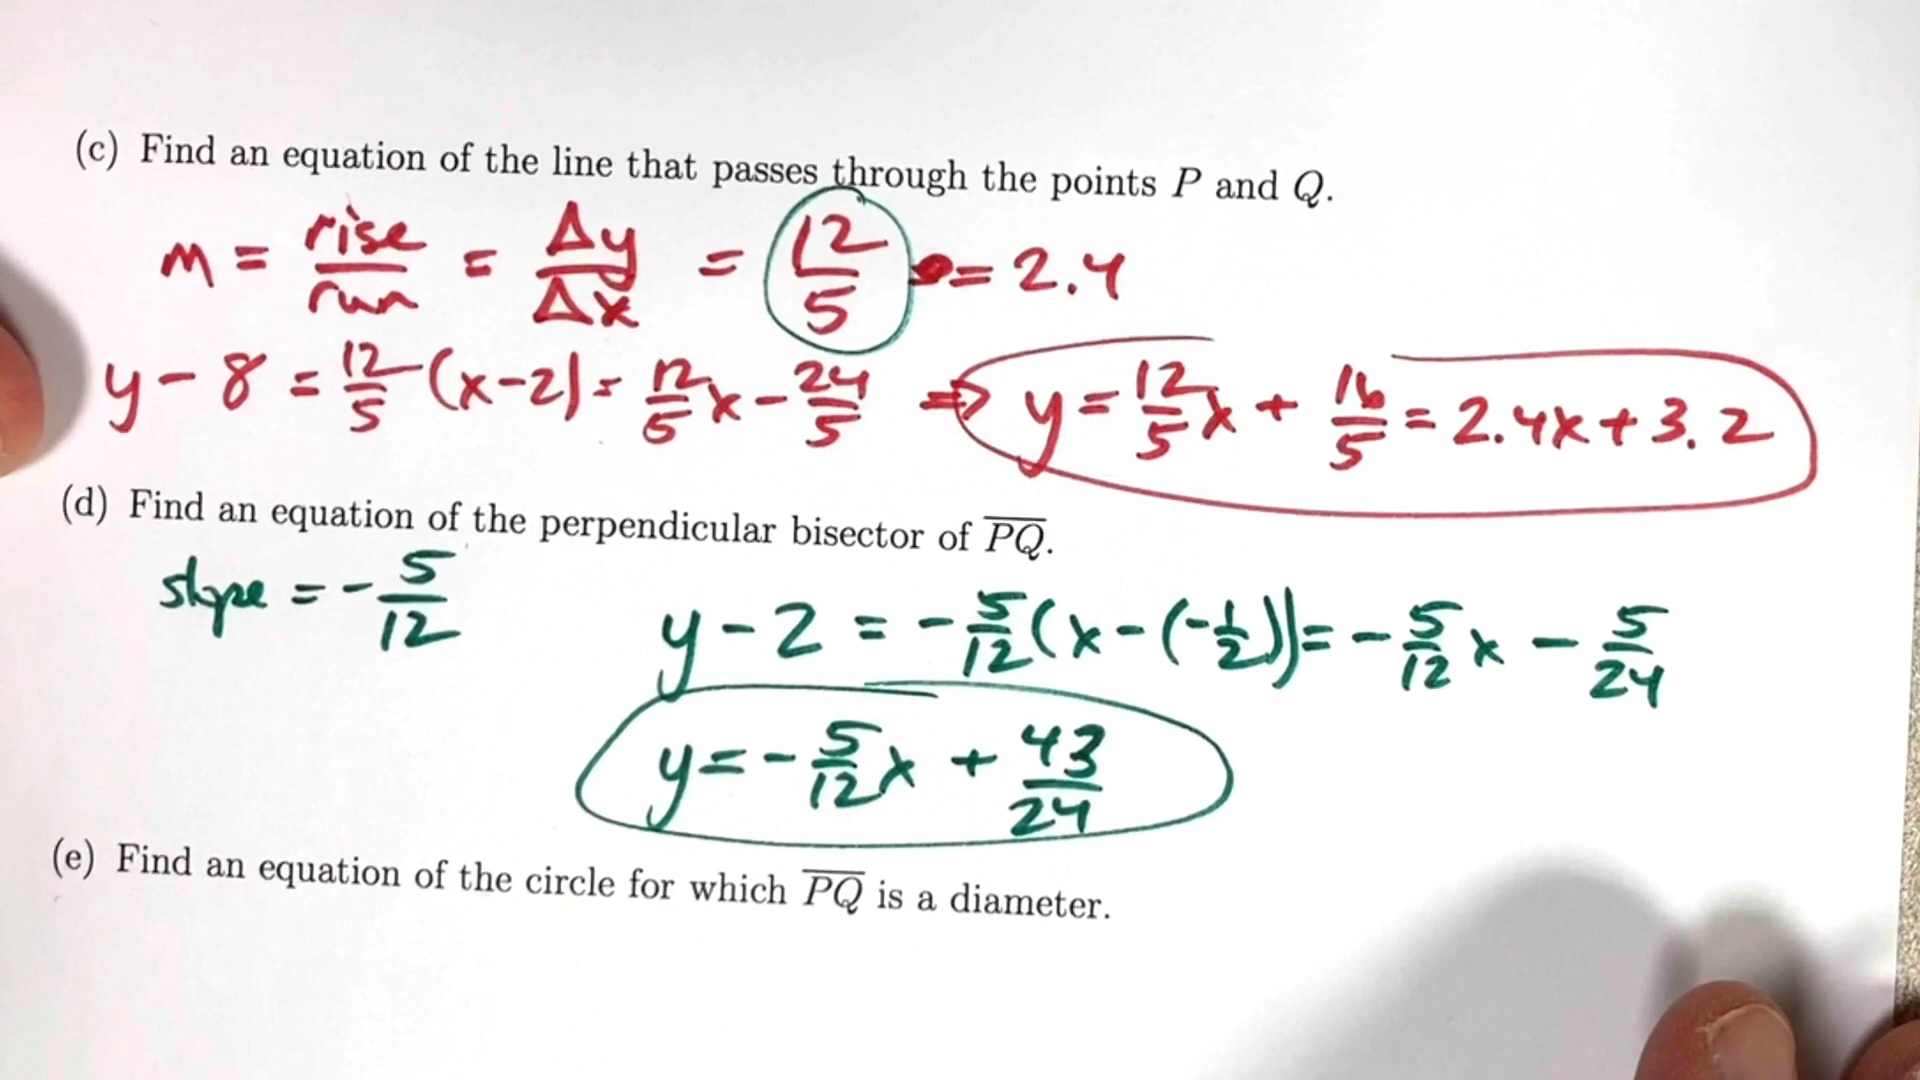 (c) Find an equation of the line that passes through the points P and Q.
m = rise/run = Δy/Δx = 12/5 = 2.4
y - 8 = 12/5 (x-2) = 12/5 x - 24/5 ⇒ y = 12/5 x + 16/5 = 2.4x + 3.2
(d) Find an equation of the perpendicular bisector of P̅Q̅.
slope = - 5/12
y - 2 = - 5/12 (x - (-1/2)) = - 5/12 x - 5/24
y = - 5/12 x + 43/24
(e) Find an equation of the circle for which P̅Q̅ is a diameter.